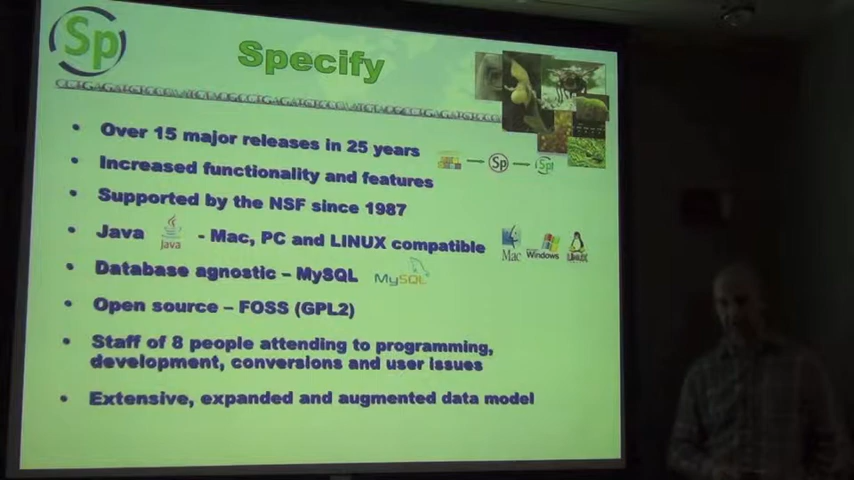 Sp
Specify
Over 15 major releases in 25 years
Sp
Sp
Increased functionality and features
Supported by the NSF since 1987
Java
java
- Mac, PC and LINUX compatible
Mac
Windows
LINUX
Database agnostic – MySQL
MySQL
Open source – FOSS (GPL2)
Staff of 8 people attending to programming,
development, conversions and user issues
Extensive, expanded and augmented data model